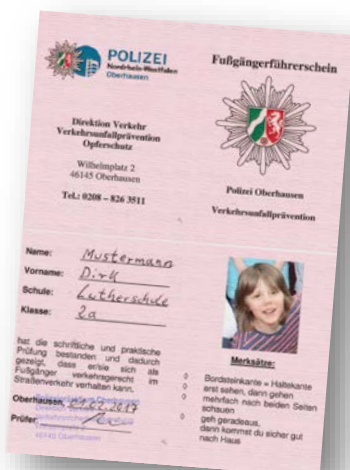 POLIZEI
Nordrhein-Westfalen
Oberhausen
Direktion Verkehr
Verkehrsunfallprävention
Opferschutz
Wilhelmplatz 2
46145 Oberhausen
Tel.: 0208 – 826 3511
Fußgängerführerschein
Polizei Oberhausen
Verkehrsunfallprävention
Name: Mustermann
Vorname: Dirk
Schule: Lutherschule
Klasse: 2a
hat die schriftliche und praktische
Prüfung bestanden und dadurch
gezeigt, dass er/sie sich als
Fußgänger verkehrsgerecht im
Straßenverkehr verhalten kann.
Oberhausen,
Prüfer:
46145 Oberhausen
Merksätze:
Bordsteinkante = Haltekante
erst sehen, dann gehen
mehrfach nach beiden Seiten
schauen
geh geradeaus,
dann kommst du sicher gut
nach Haus